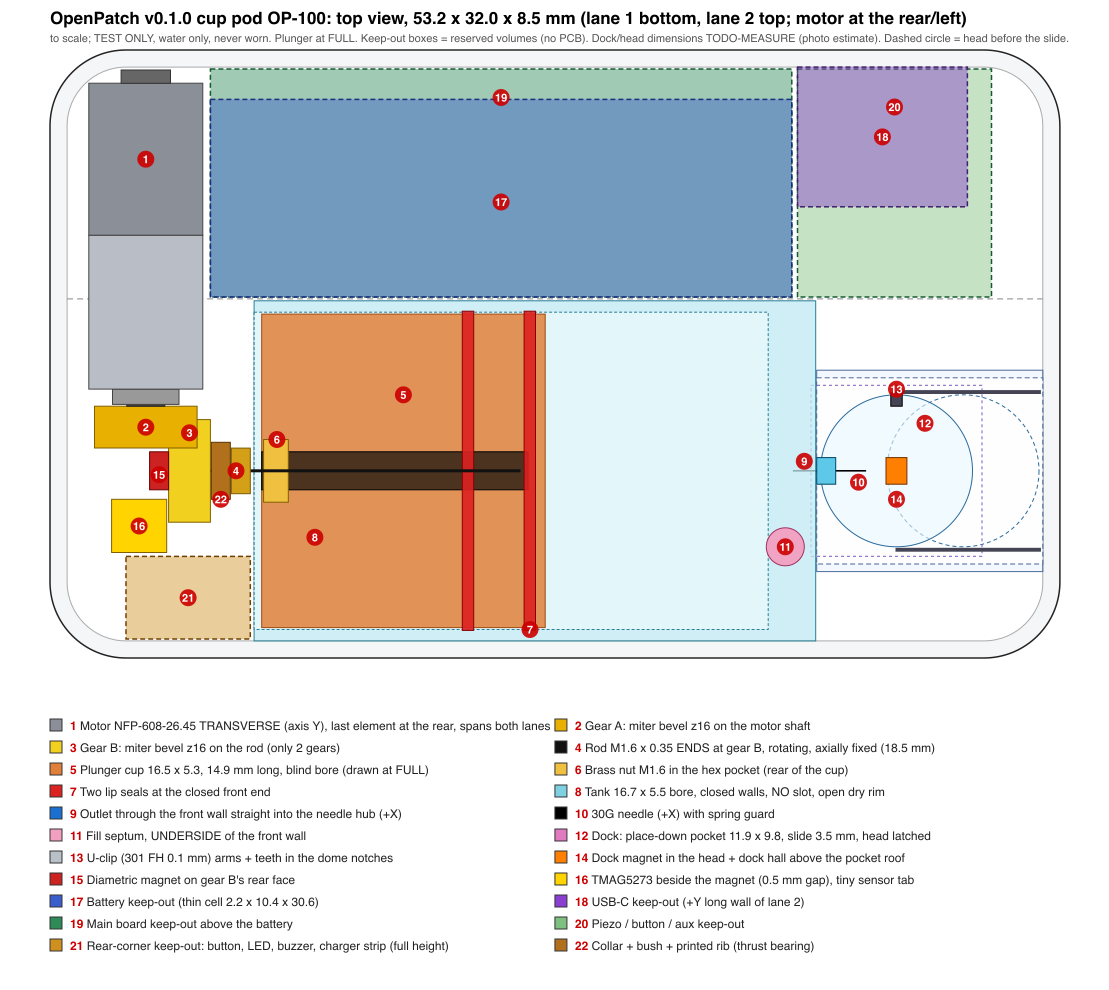 OpenPatch v0.1.0 cup pod OP-100: top view, 53.2 x 32.0 x 8.5 mm (lane 1 bottom, lane 2 top; motor at the rear/left)
to scale; TEST ONLY, water only, never worn. Plunger at FULL. Keep-out boxes = reserved volumes (no PCB). Dock/head dimensions TODO-MEASURE (photo estimate). Dashed circle = head before the slide.
19
20
18
1
17
13
5
12
2
3
6
9
15
4
10
22
14
16
8
11
21
7
1 Motor NFP-608-26.45 TRANSVERSE (axis Y), last element at the rear, spans both lanes
2 Gear A: miter bevel z16 on the motor shaft
3 Gear B: miter bevel z16 on the rod (only 2 gears)
4 Rod M1.6 x 0.35 ENDS at gear B, rotating, axially fixed (18.5 mm)
5 Plunger cup 16.5 x 5.3, 14.9 mm long, blind bore (drawn at FULL)
6 Brass nut M1.6 in the hex pocket (rear of the cup)
7 Two lip seals at the closed front end
8 Tank 16.7 x 5.5 bore, closed walls, NO slot, open dry rim
9 Outlet through the front wall straight into the needle hub (+X)
10 30G needle (+X) with spring guard
11 Fill septum, UNDERSIDE of the front wall
12 Dock: place-down pocket 11.9 x 9.8, slide 3.5 mm, head latched
13 U-clip (301 FH 0.1 mm) arms + teeth in the dome notches
14 Dock magnet in the head + dock hall above the pocket roof
15 Diametric magnet on gear B's rear face
16 TMAG5273 beside the magnet (0.5 mm gap), tiny sensor tab
17 Battery keep-out (thin cell 2.2 x 10.4 x 30.6)
18 USB-C keep-out (+Y long wall of lane 2)
19 Main board keep-out above the battery
20 Piezo / button / aux keep-out
21 Rear-corner keep-out: button, LED, buzzer, charger strip (full height)
22 Collar + bush + printed rib (thrust bearing)